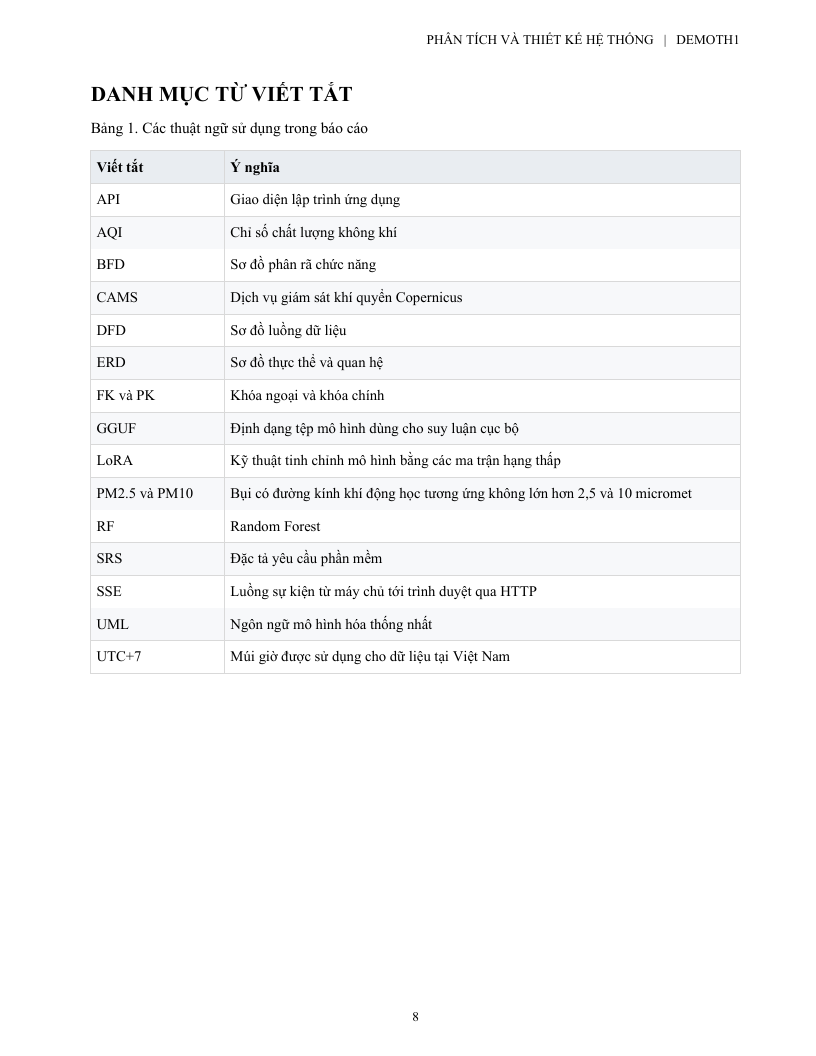 PHÂN TÍCH VÀ THIẾT KẾ HỆ THỐNG | DEMOTH1
DANH MỤC TỪ VIẾT TẮT
Bảng 1. Các thuật ngữ sử dụng trong báo cáo
Viết tắt Ý nghĩa
API Giao diện lập trình ứng dụng
AQI Chỉ số chất lượng không khí
BFD Sơ đồ phân rã chức năng
CAMS Dịch vụ giám sát khí quyển Copernicus
DFD Sơ đồ luồng dữ liệu
ERD Sơ đồ thực thể và quan hệ
FK và PK Khóa ngoại và khóa chính
GGUF Định dạng tệp mô hình dùng cho suy luận cục bộ
LoRA Kỹ thuật tinh chỉnh mô hình bằng các ma trận hạng thấp
PM2.5 và PM10 Bụi có đường kính khí động học tương ứng không lớn hơn 2,5 và 10 micromet
RF Random Forest
SRS Đặc tả yêu cầu phần mềm
SSE Luồng sự kiện từ máy chủ tới trình duyệt qua HTTP
UML Ngôn ngữ mô hình hóa thống nhất
UTC+7 Múi giờ được sử dụng cho dữ liệu tại Việt Nam
8